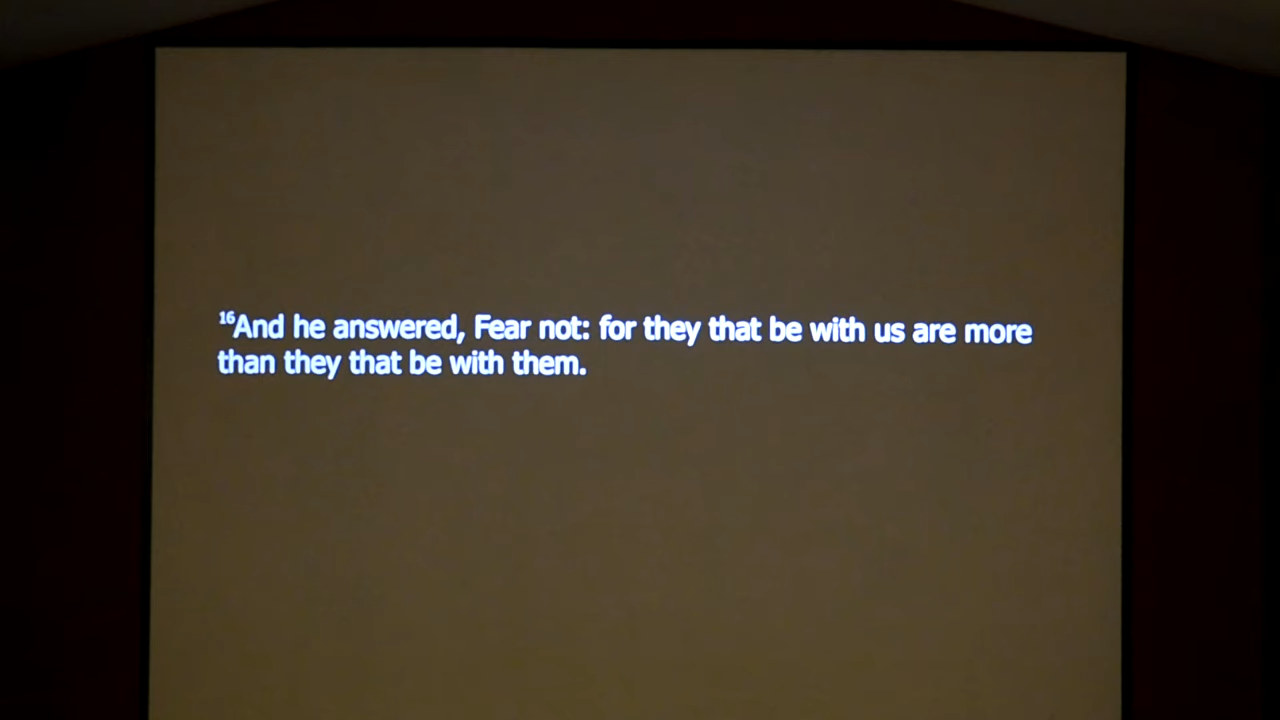 16And he answered, Fear not: for they that be with us are more
than they that be with them.